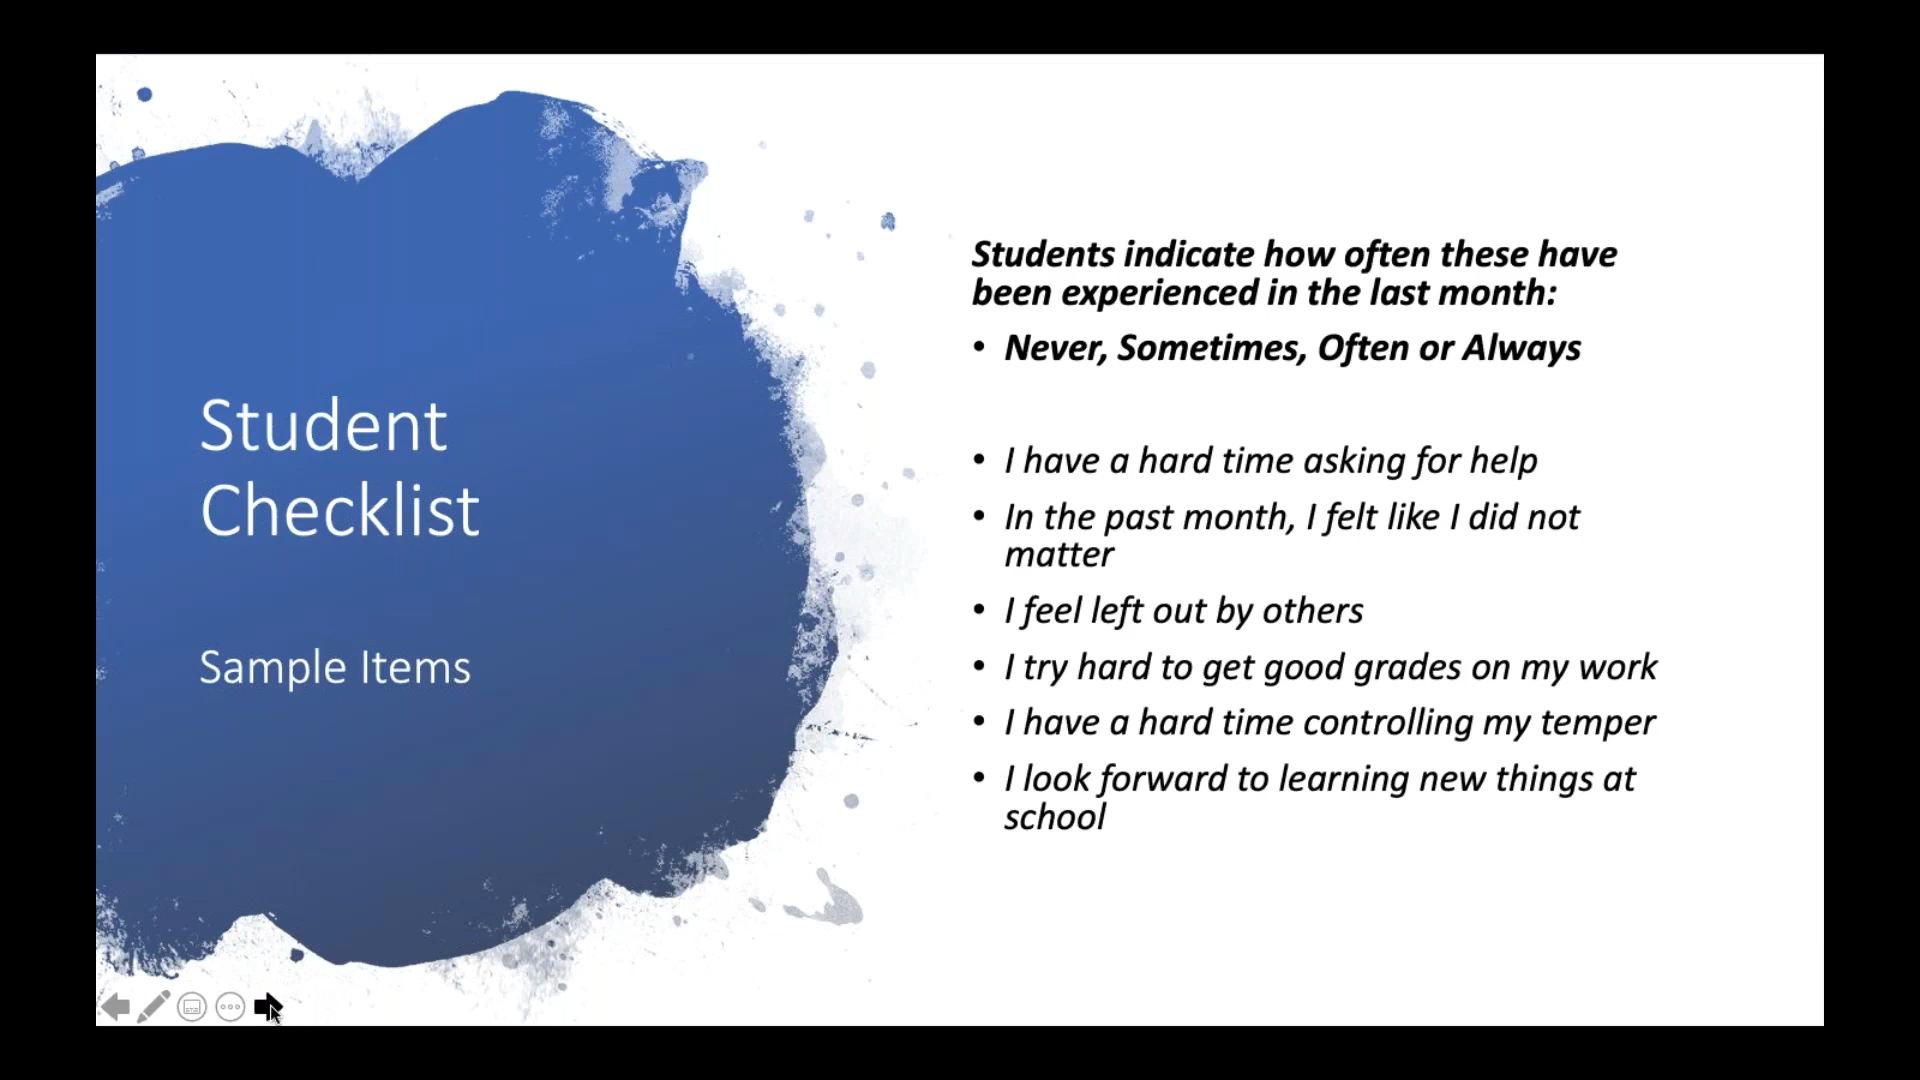 Student
Checklist
Sample Items
Students indicate how often these have
been experienced in the last month:
• Never, Sometimes, Often or Always
• I have a hard time asking for help
• In the past month, I felt like I did not
matter
• I feel left out by others
• I try hard to get good grades on my work
• I have a hard time controlling my temper
• I look forward to learning new things at
school